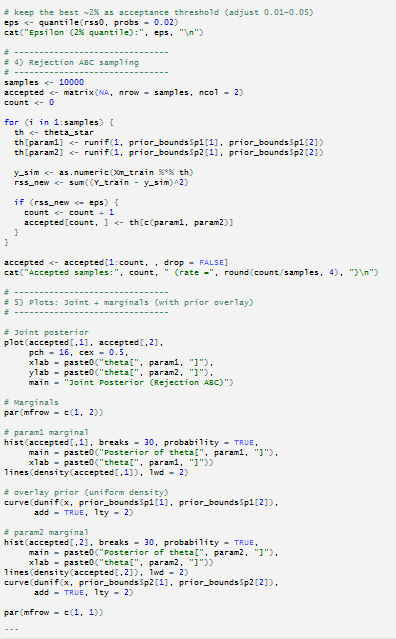 # keep the best ~2% as acceptance threshold (adjust 0.01-0.05)
eps <- quantile(rss0, probs = 0.02)
cat("Epsilon (2% quantile):", eps, "\n")
# -------------------------------
# 4) Rejection ABC sampling
# -------------------------------
samples <- 10000
accepted <- matrix(NA, nrow = samples, ncol = 2)
count <- 0
for (i in 1:samples) {
th <- theta_star
th[param1] <- runif(1, prior_bounds$p1[1], prior_bounds$p1[2])
th[param2] <- runif(1, prior_bounds$p2[1], prior_bounds$p2[2])
y_sim <- as.numeric(Xm_train %*% th)
rss_new <- sum((Y_train - y_sim)^2)
if (rss_new <= eps) {
count <- count + 1
accepted[count, ] <- th[c(param1, param2)]
}
}
accepted <- accepted[1:count, , drop = FALSE]
cat("Accepted samples:", count, " (rate =", round(count/samples, 4), ")\n")
# -------------------------------
# 5) Plots: Joint + marginals (with prior overlay)
# -------------------------------
# Joint posterior
plot(accepted[,1], accepted[,2],
pch = 16, cex = 0.5,
xlab = paste0("theta[", param1, "]"),
ylab = paste0("theta[", param2, "]"),
main = "Joint Posterior (Rejection ABC)")
# Marginals
par(mfrow = c(1, 2))
# param1 marginal
hist(accepted[,1], breaks = 30, probability = TRUE,
main = paste0("Posterior of theta[", param1, "]"),
xlab = paste0("theta[", param1, "]"))
lines(density(accepted[,1]), lwd = 2)
# overlay prior (uniform density)
curve(dunif(x, prior_bounds$p1[1], prior_bounds$p1[2]),
add = TRUE, lty = 2)
# param2 marginal
hist(accepted[,2], breaks = 30, probability = TRUE,
main = paste0("Posterior of theta[", param2, "]"),
xlab = paste0("theta[", param2, "]"))
lines(density(accepted[,2]), lwd = 2)
curve(dunif(x, prior_bounds$p2[1], prior_bounds$p2[2]),
add = TRUE, lty = 2)
par(mfrow = c(1, 1))
---